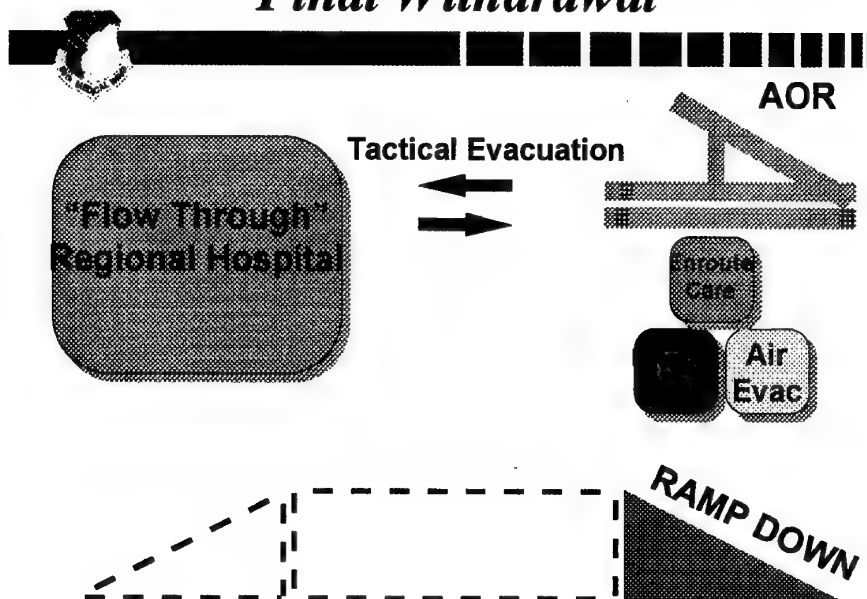 Final Withdrawal
AOR
Tactical Evacuation
"Flow Through"
Regional Hospital
Enroute
Care
Air
Evac
RAMP DOWN